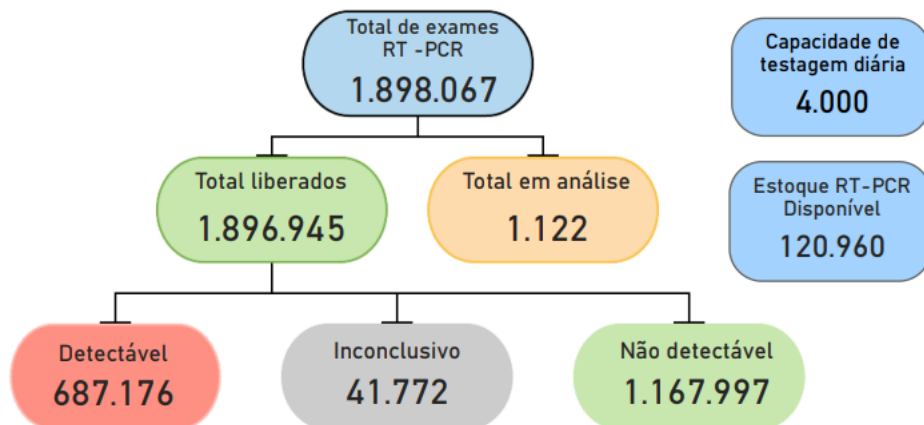 Total de exames
RT -PCR
1.898.067
Capacidade de
testagem diária
4.000
Total liberados
1.896.945
Total em análise
1.122
Estoque RT-PCR
Disponível
120.960
Detectável
687.176
Inconclusivo
41.772
Não detectável
1.167.997